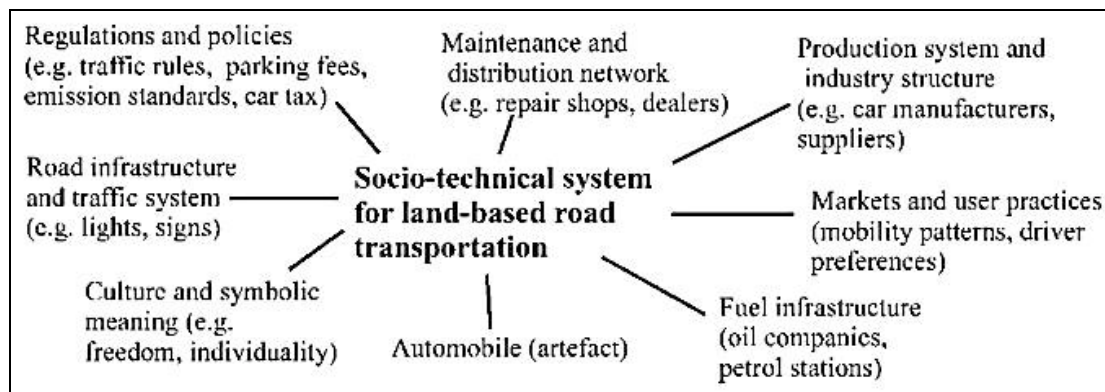 Regulations and policies
(e.g. traffic rules, parking fees,
emission standards, car tax)
Maintenance and
distribution network
(e.g. repair shops, dealers)
Production system and
industry structure
(e.g. car manufacturers,
suppliers)
Road infrastructure
and traffic system
(e.g. lights, signs)
Socio-technical system
for land-based road
transportation
Markets and user practices
(mobility patterns, driver
preferences)
Culture and symbolic
meaning (e.g.
freedom, individuality)
Automobile (artefact)
Fuel infrastructure
(oil companies,
petrol stations)